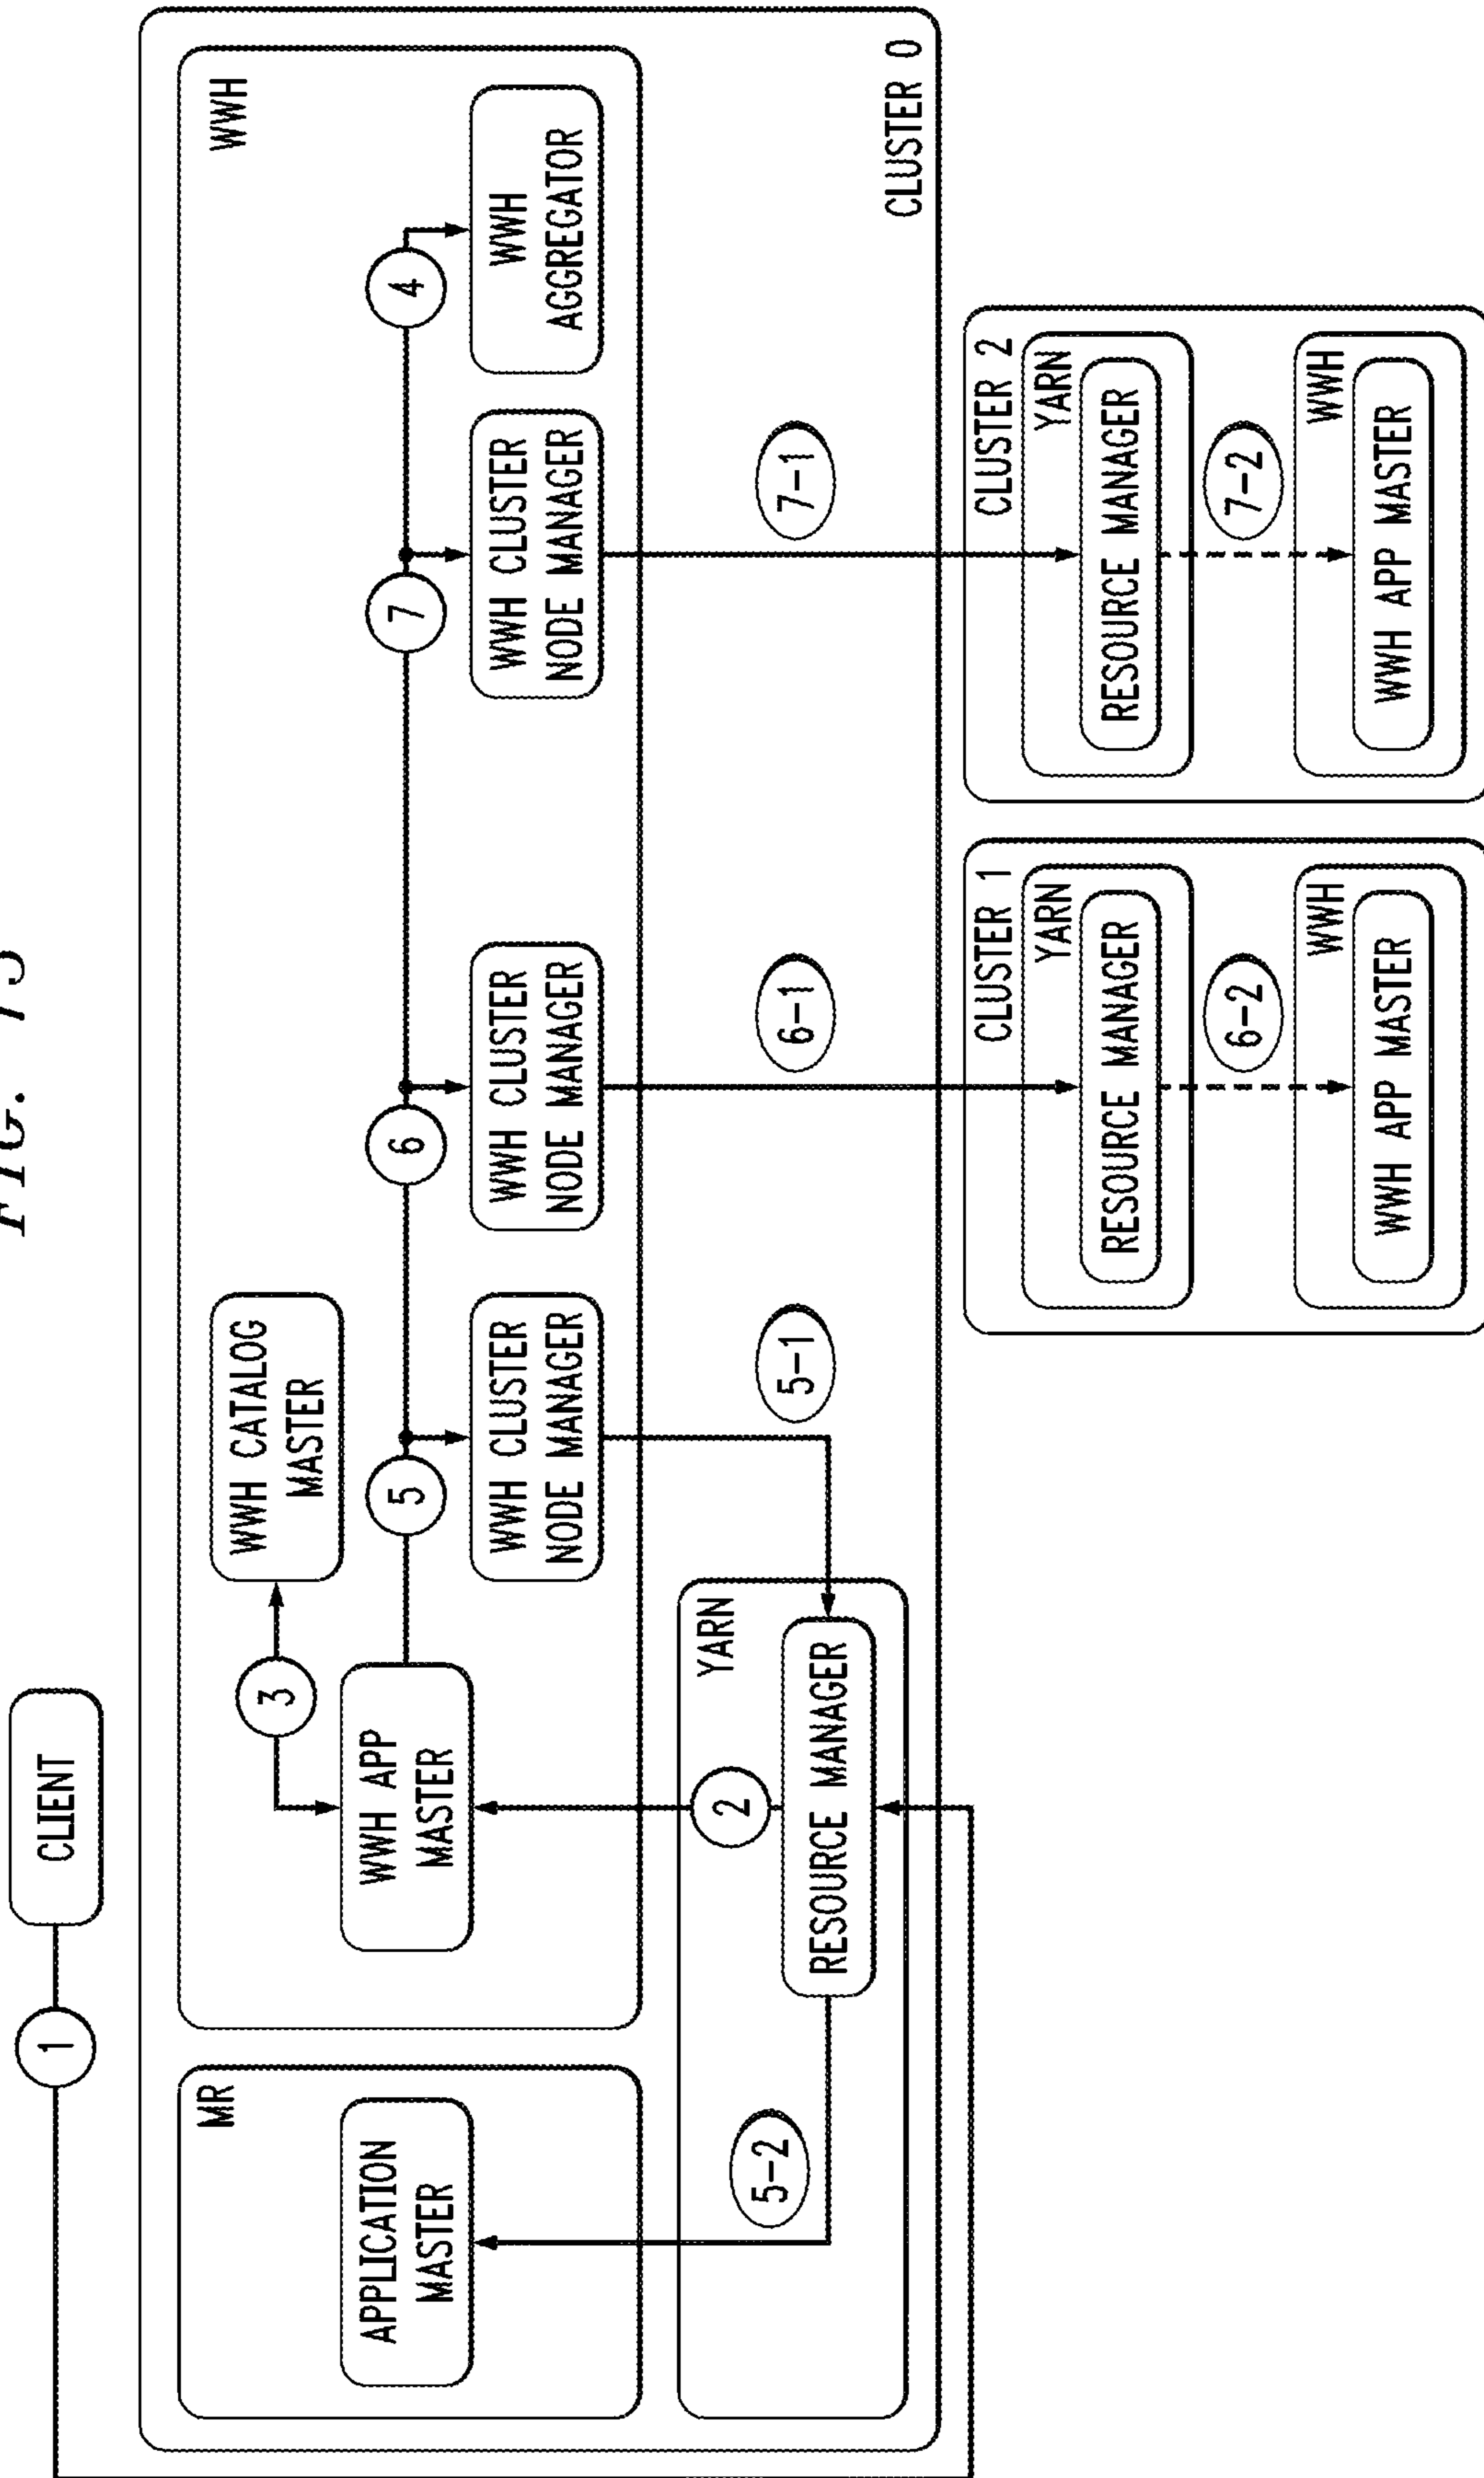 FIG.
1
CLIENT
MR
WWH
3
WWH CATALOG
MASTER
APPLICATION
MASTER
WWH APP
MASTER
5
6
7
4
WWH CLUSTER
NODE MANAGER
WWH CLUSTER
NODE MANAGER
WWH CLUSTER
NODE MANAGER
WWH
AGGREGATOR
YARN
5-2
2
5-1
6-1
7-1
RESOURCE MANAGER
CLUSTER 0
CLUSTER 1
YARN
RESOURCE MANAGER
6-2
WWH
WWH APP MASTER
CLUSTER 2
YARN
RESOURCE MANAGER
7-2
WWH
WWH APP MASTER